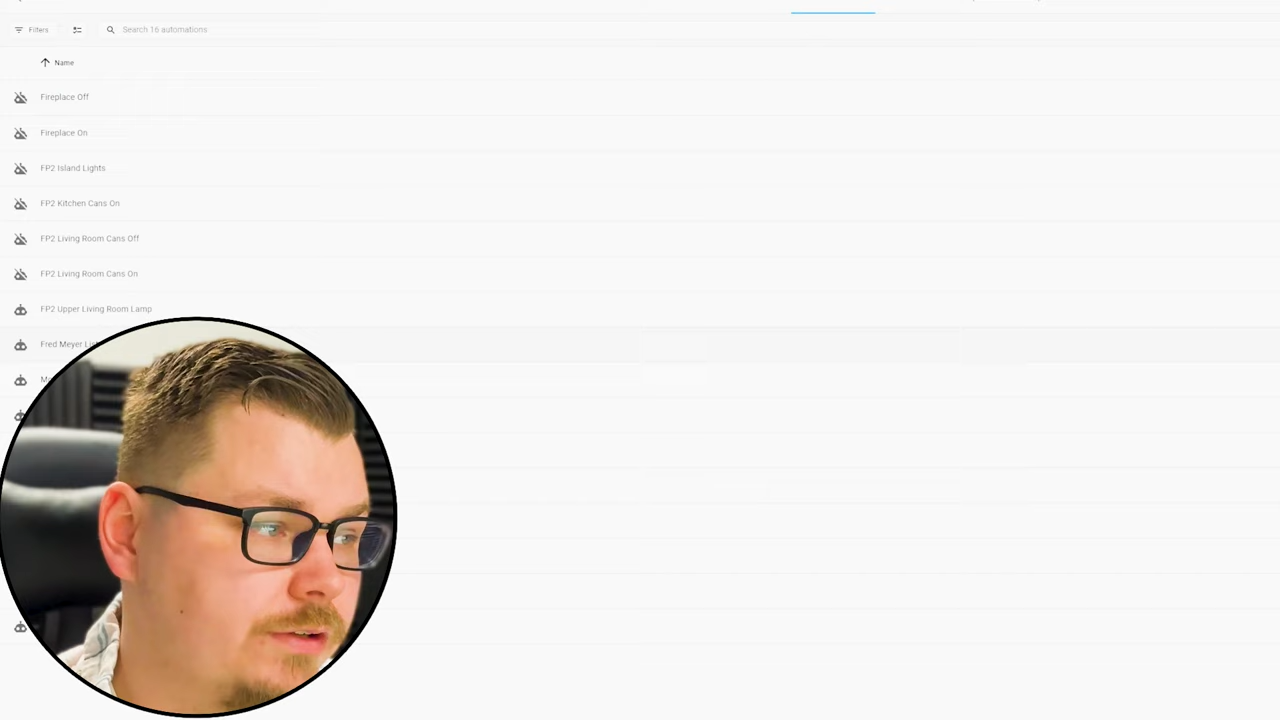 Filters
Search 16 automations
Name
Fireplace Off
Fireplace On
FP2 Island Lights
FP2 Kitchen Cans On
FP2 Living Room Cans Off
FP2 Living Room Cans On
FP2 Upper Living Room Lamp
Fred Meyer